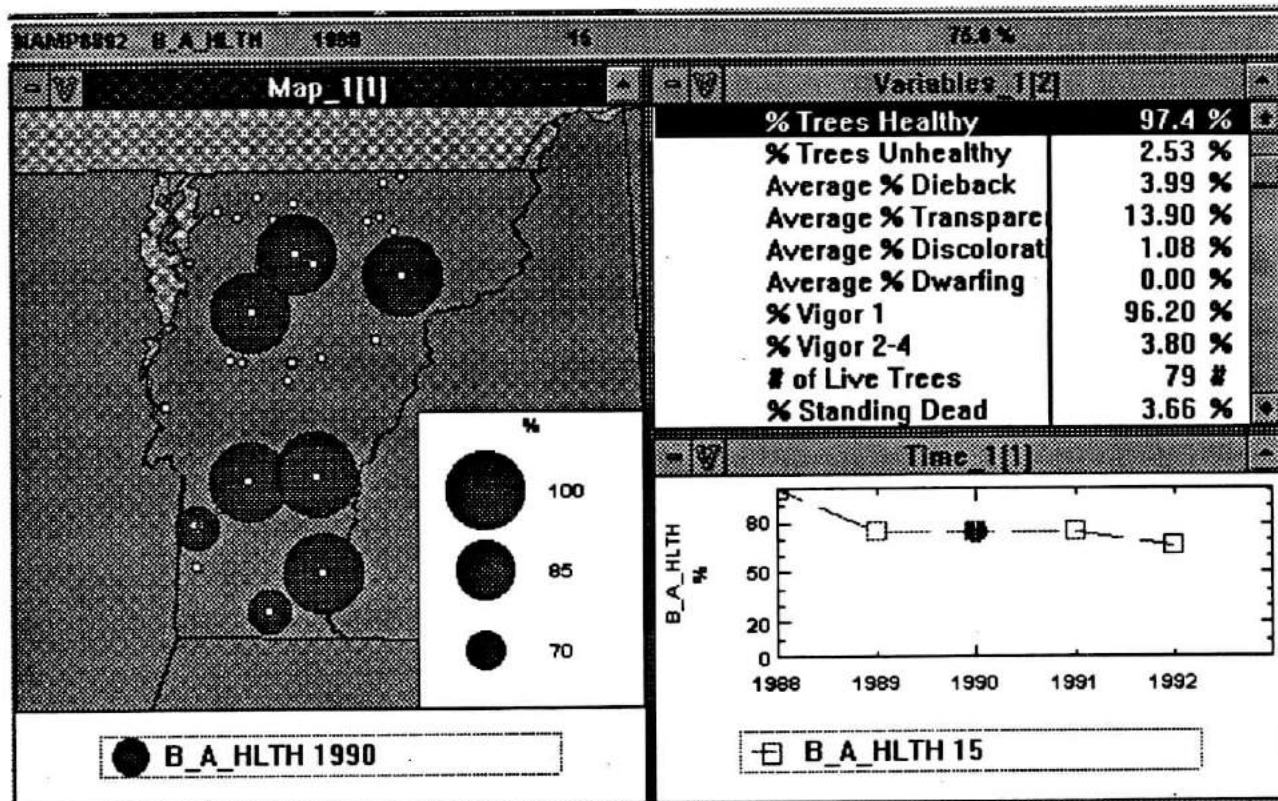 NAMP8892 B_A_HLTH 1990 75.0 %
Map_1[1]
%
100
85
70
B_A_HLTH 1990
Variables_1[2]
% Trees Healthy 97.4 %
% Trees Unhealthy 2.53 %
Average % Dieback 3.99 %
Average % Transparen 13.90 %
Average % Discolorati 1.08 %
Average % Dwarfing 0.00 %
% Vigor 1 96.20 %
% Vigor 2-4 3.80 %
# of Live Trees 79 #
% Standing Dead 3.66 %
Time_1[1]
B_A_HLTH
%
80
50
20
0
1988 1989 1990 1991 1992
B_A_HLTH 15